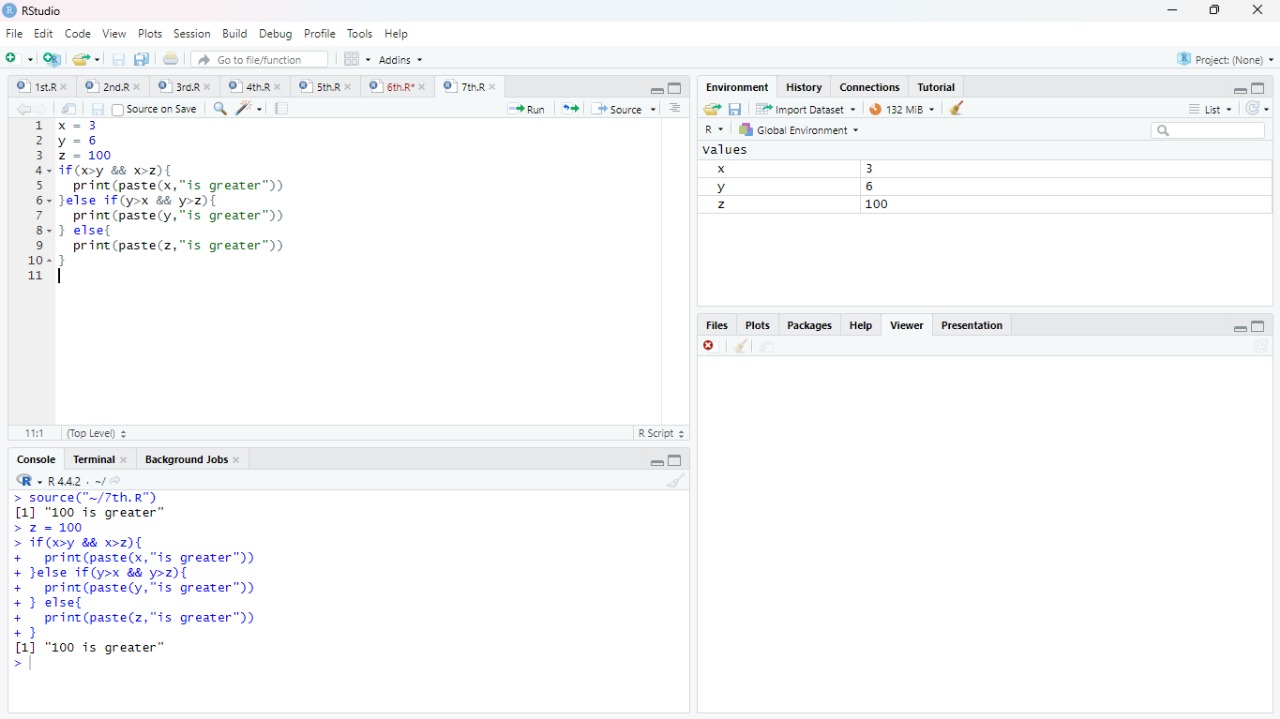 RStudio
File Edit Code View Plots Session Build Debug Profile Tools Help
Go to file/function Addins Project: (None)
1st.R 2nd.R 3rd.R 4th.R 5th.R 6th.R* 7th.R
Source on Save Run Source
1 x = 3
2 y = 6
3 z = 100
4 if(x>y && x>z){
5 print(paste(x,"is greater"))
6 }else if(y>x && y>z){
7 print(paste(y,"is greater"))
8 } else{
9 print(paste(z,"is greater"))
10 }
11
11:1 (Top Level) R Script
Console Terminal Background Jobs
R 4.4.2 · ~/
> source("~/7th.R")
[1] "100 is greater"
> z = 100
> if(x>y && x>z){
+ print(paste(x,"is greater"))
+ }else if(y>x && y>z){
+ print(paste(y,"is greater"))
+ } else{
+ print(paste(z,"is greater"))
+ }
[1] "100 is greater"
>
Environment History Connections Tutorial
Import Dataset 132 MiB List
R Global Environment
Values
x 3
y 6
z 100
Files Plots Packages Help Viewer Presentation